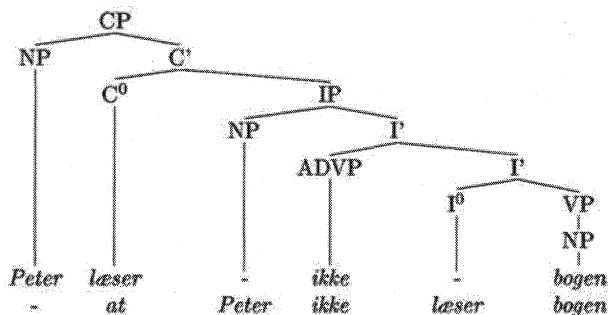 CP
NP C'
C⁰ IP
NP I'
ADVP I'
I⁰ VP
NP
Peter læser - ikke - bogen
- at Peter ikke læser bogen